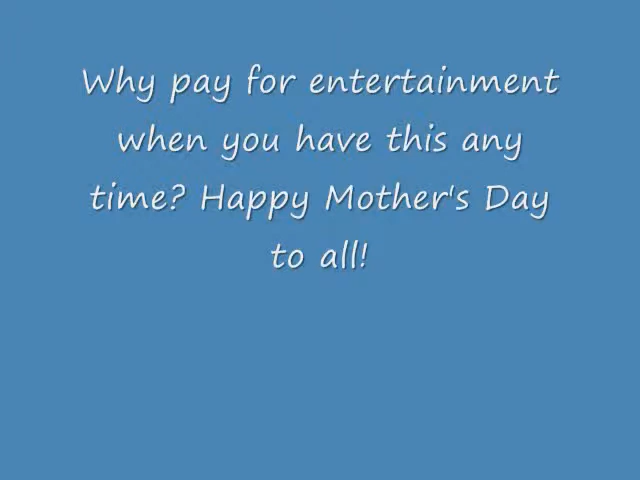 Why pay for entertainment
when you have this any
time? Happy Mother's Day
to all!